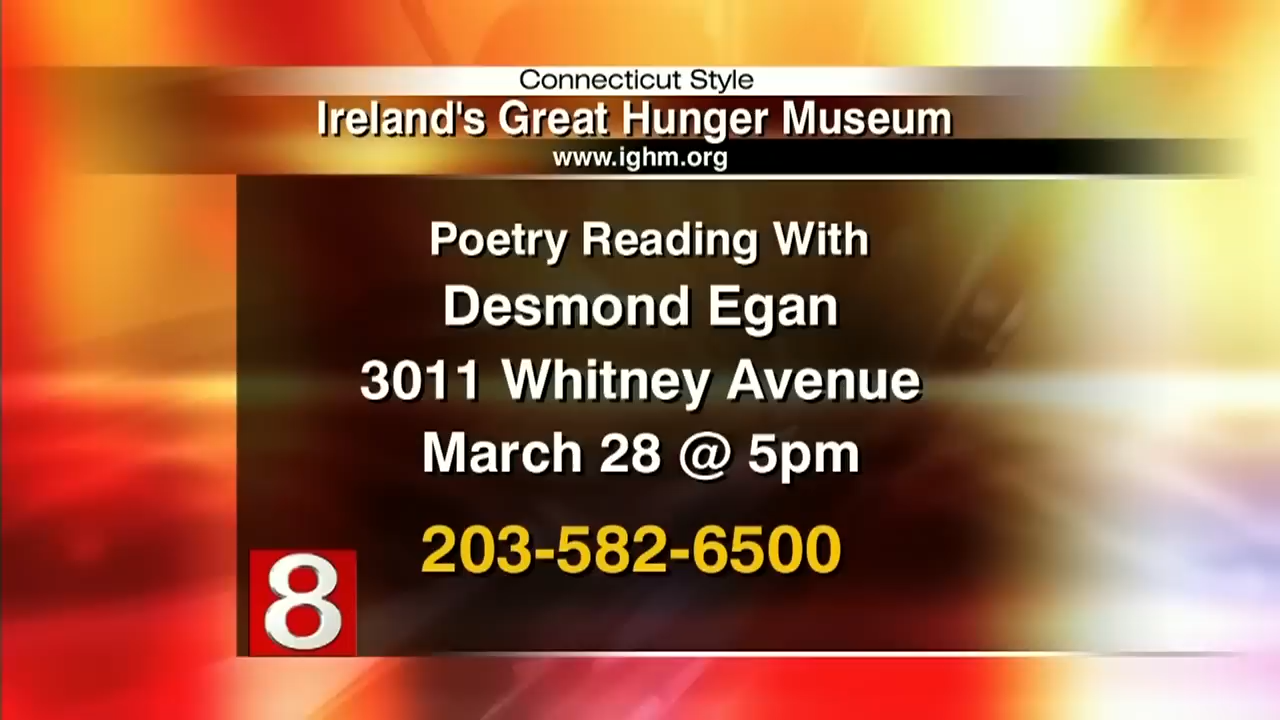 Connecticut Style
Ireland's Great Hunger Museum
www.ighm.org
Poetry Reading With
Desmond Egan
3011 Whitney Avenue
March 28 @ 5pm
203-582-6500
8